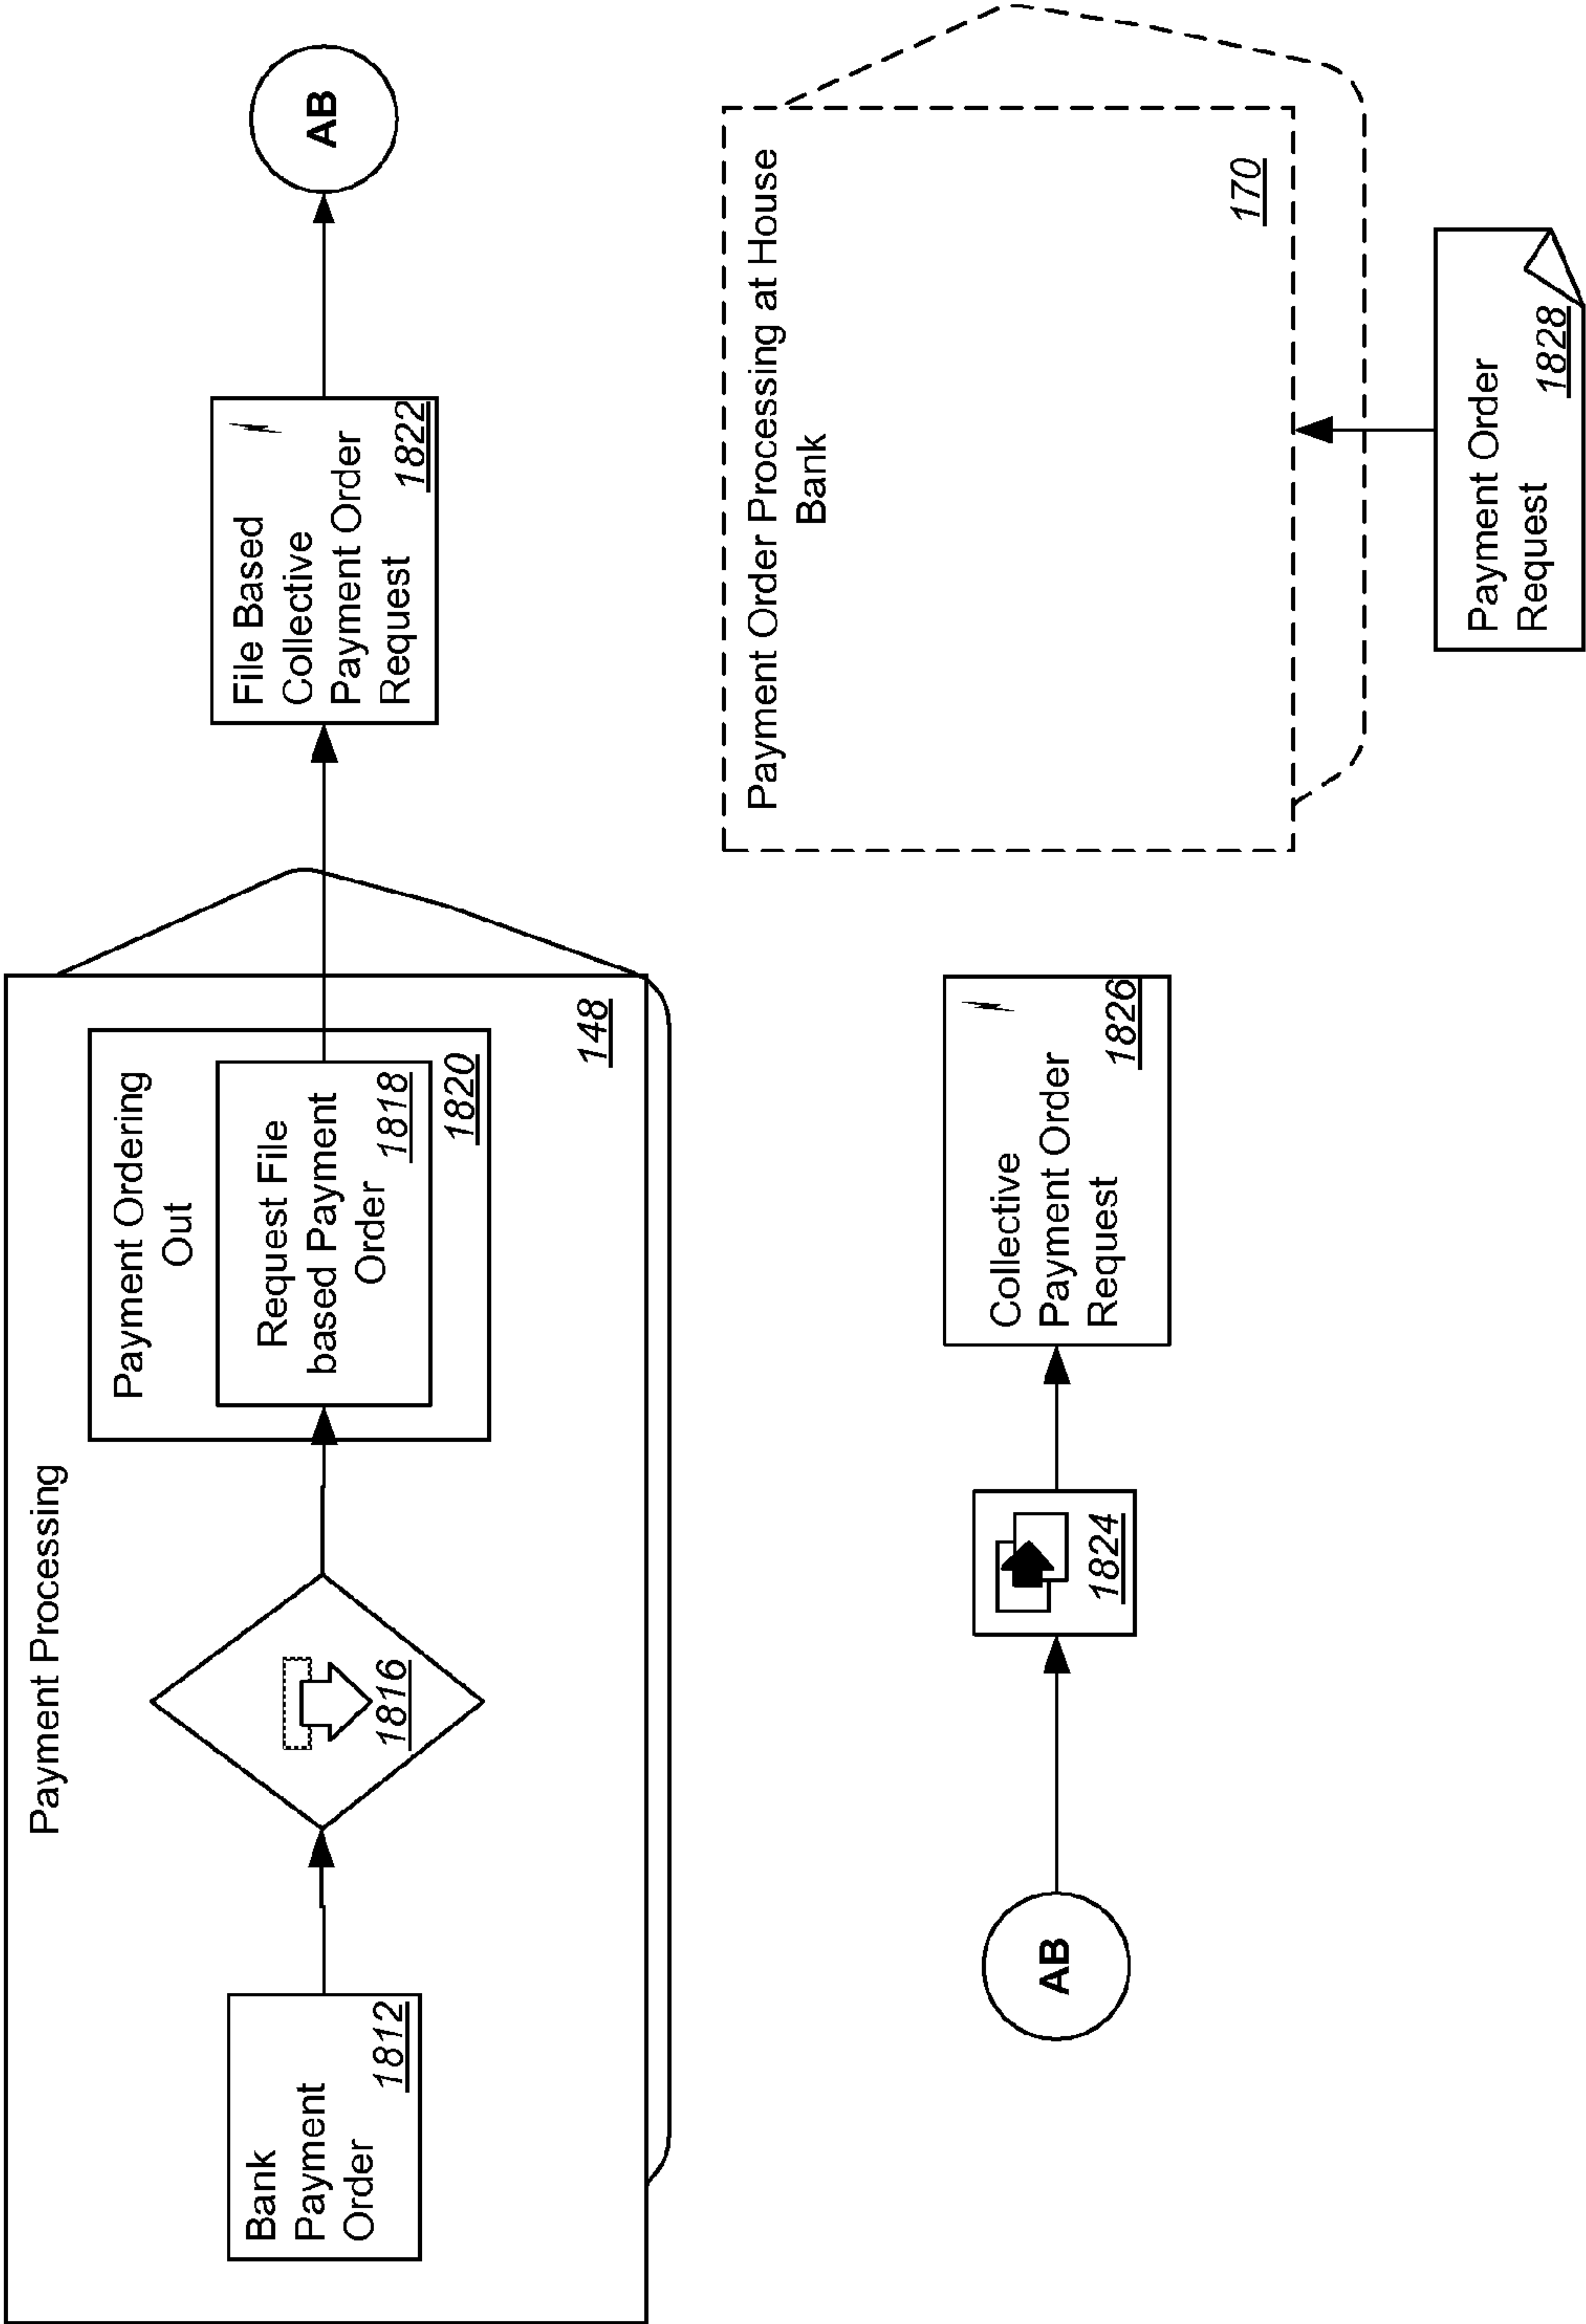 Payment Processing
Bank
Payment
Order
1812
1816
Payment Ordering
Out
Request File
based Payment
Order
1818
1820
148
File Based
Collective
Payment Order
Request
1822
AB
AB
1824
Collective
Payment Order
Request
1826
Payment Order Processing at House
Bank
170
Payment Order
Request
1828